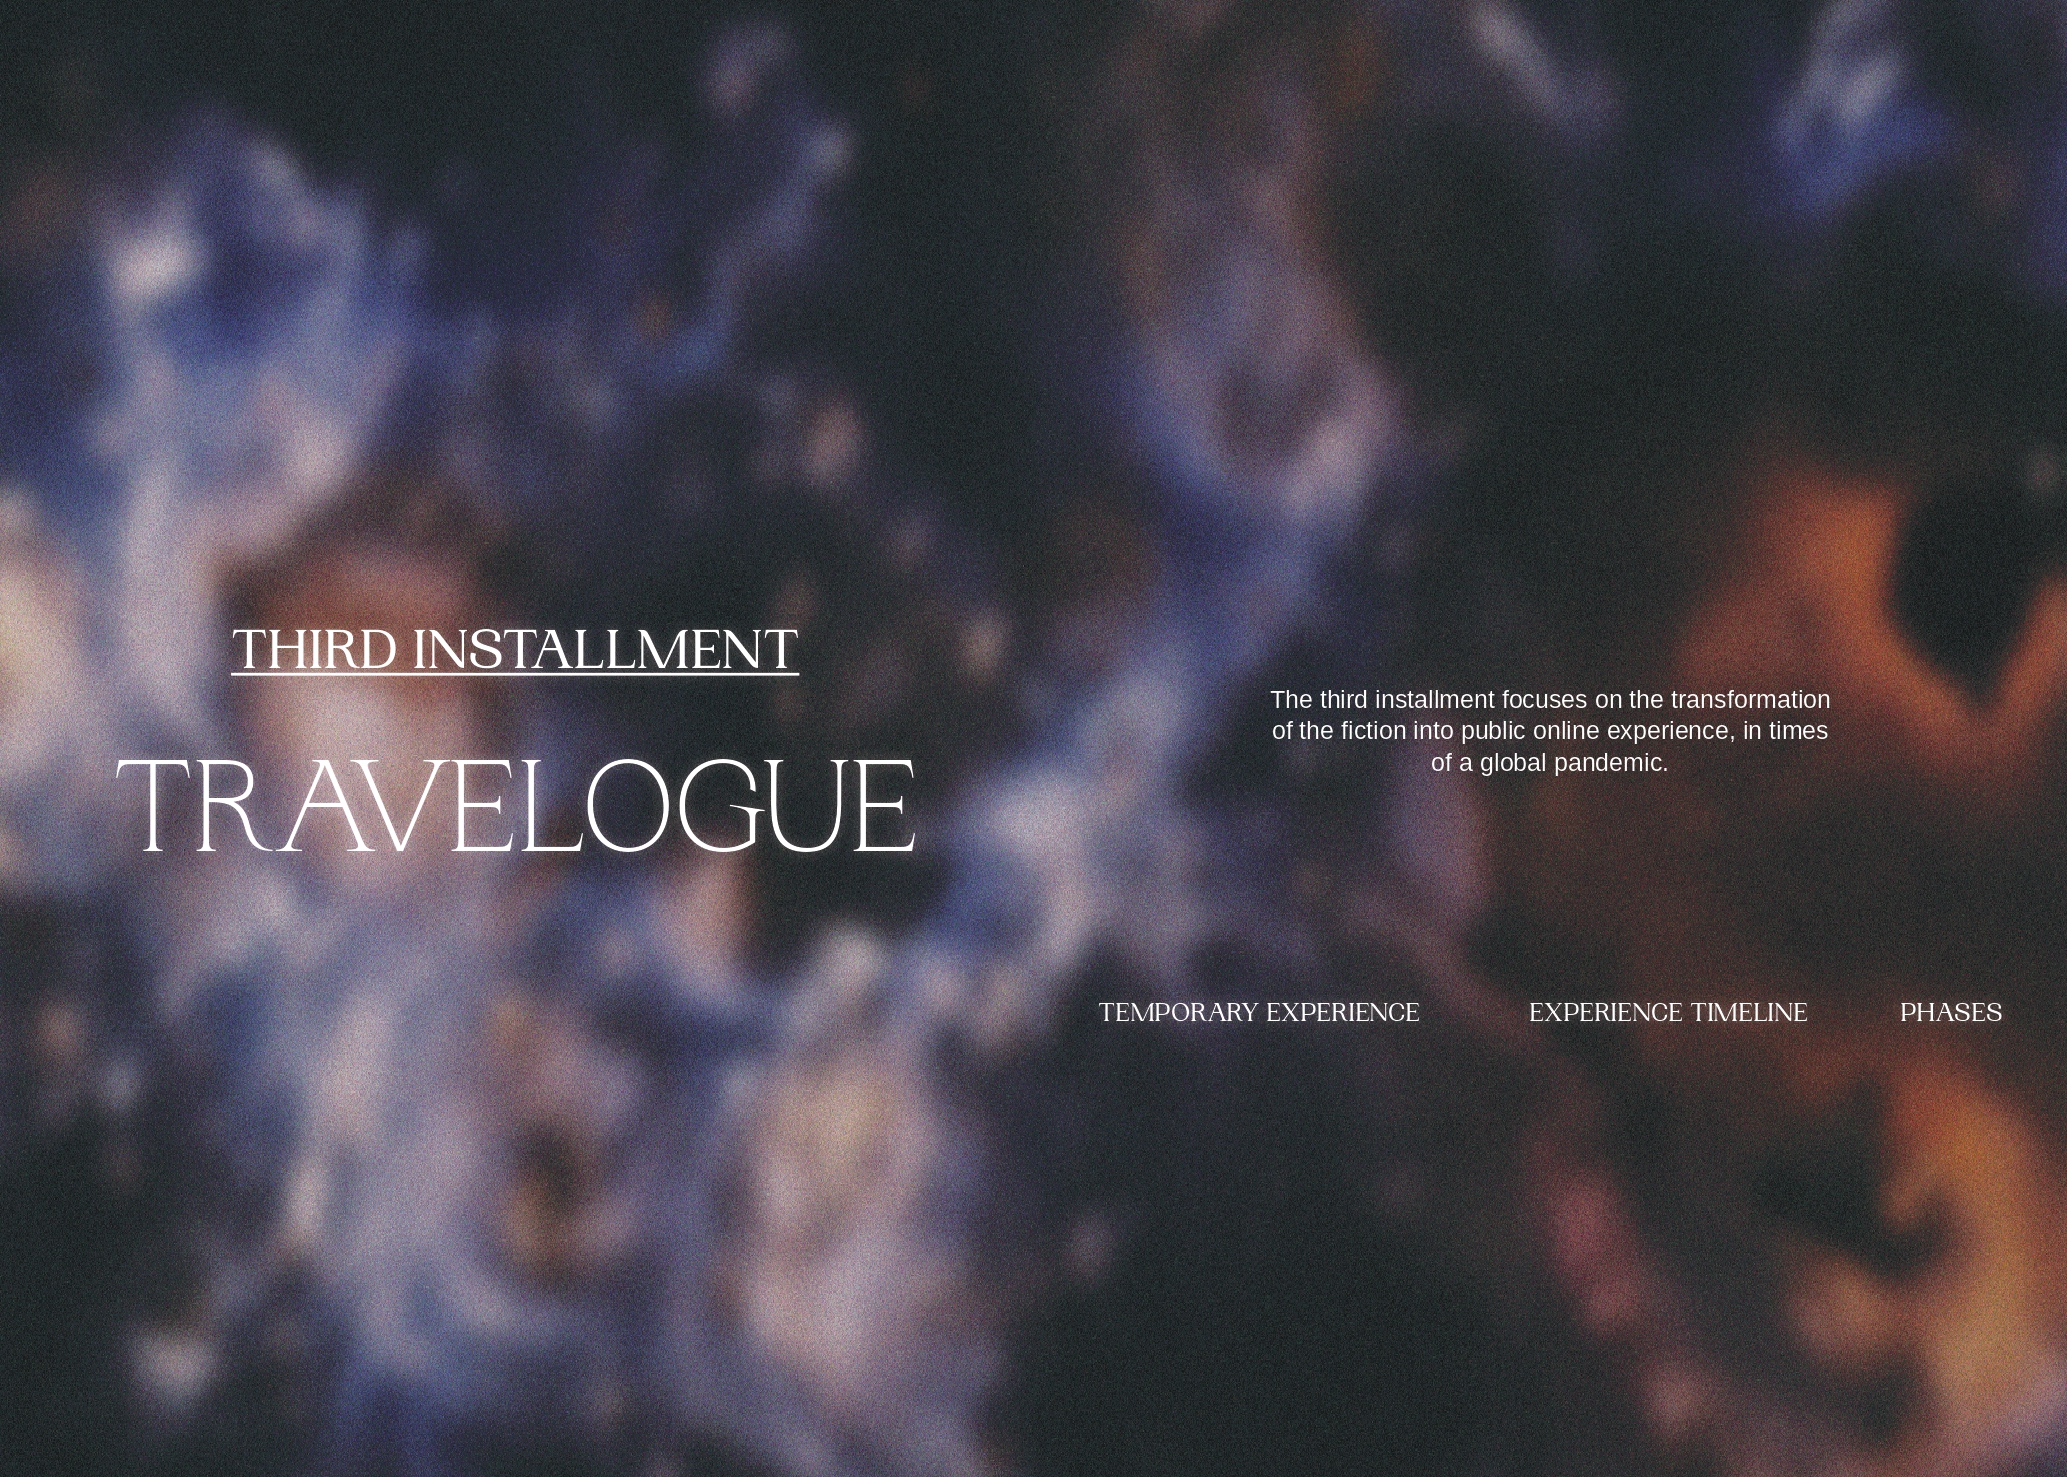 THIRD INSTALLMENT
TRAVELOGUE
The third installment focuses on the transformation
of the fiction into public online experience, in times
of a global pandemic.
TEMPORARY EXPERIENCE
EXPERIENCE TIMELINE
PHASES